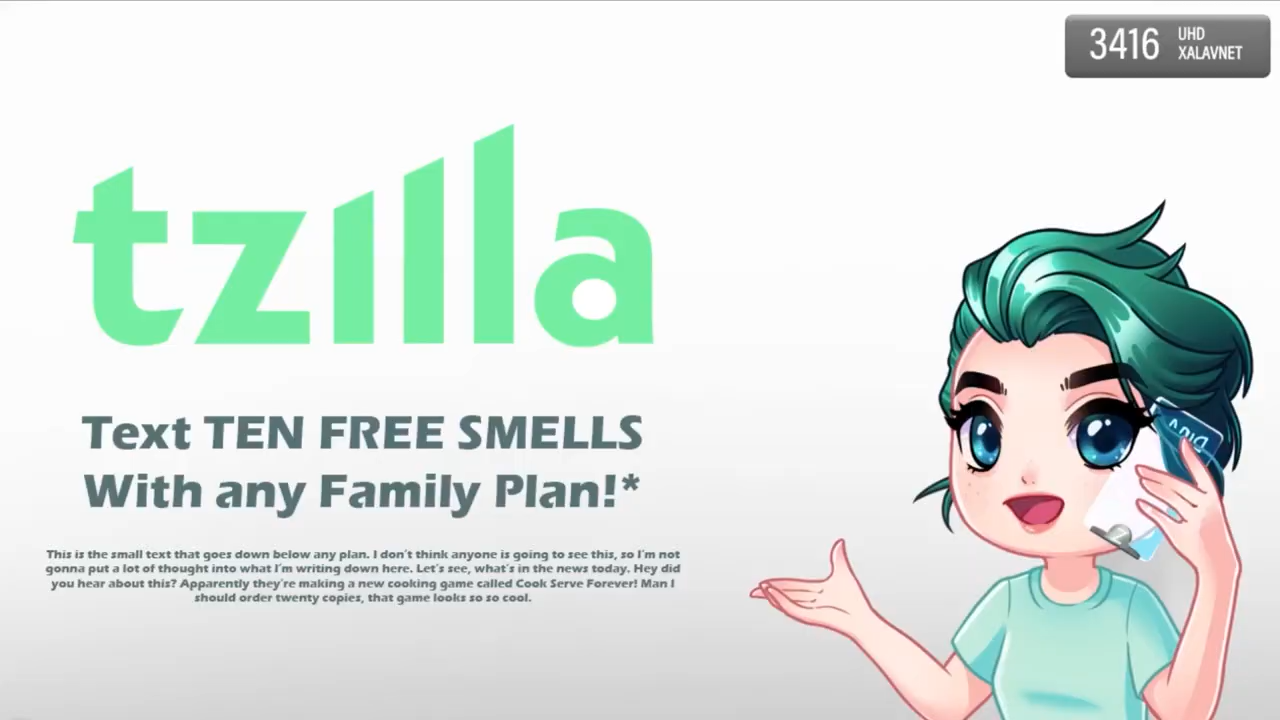 3416 UHD
XALAVNET
tzılla
Text TEN FREE SMELLS
With any Family Plan!*
This is the small text that goes down below any plan. I don't think anyone is going to see this, so I'm not
gonna put a lot of thought into what I'm writing down here. Let's see, what's in the news today. Hey did
you hear about this? Apparently they're making a new cooking game called Cook Serve Forever! Man I
should order twenty copies, that game looks so so cool.